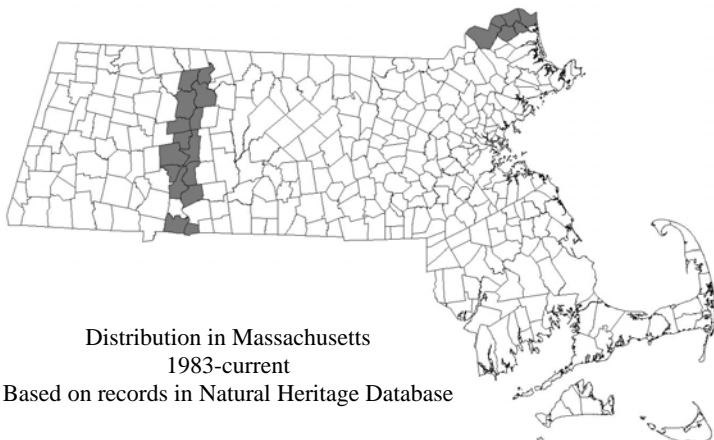 Distribution in Massachusetts
1983-current
Based on records in Natural Heritage Database